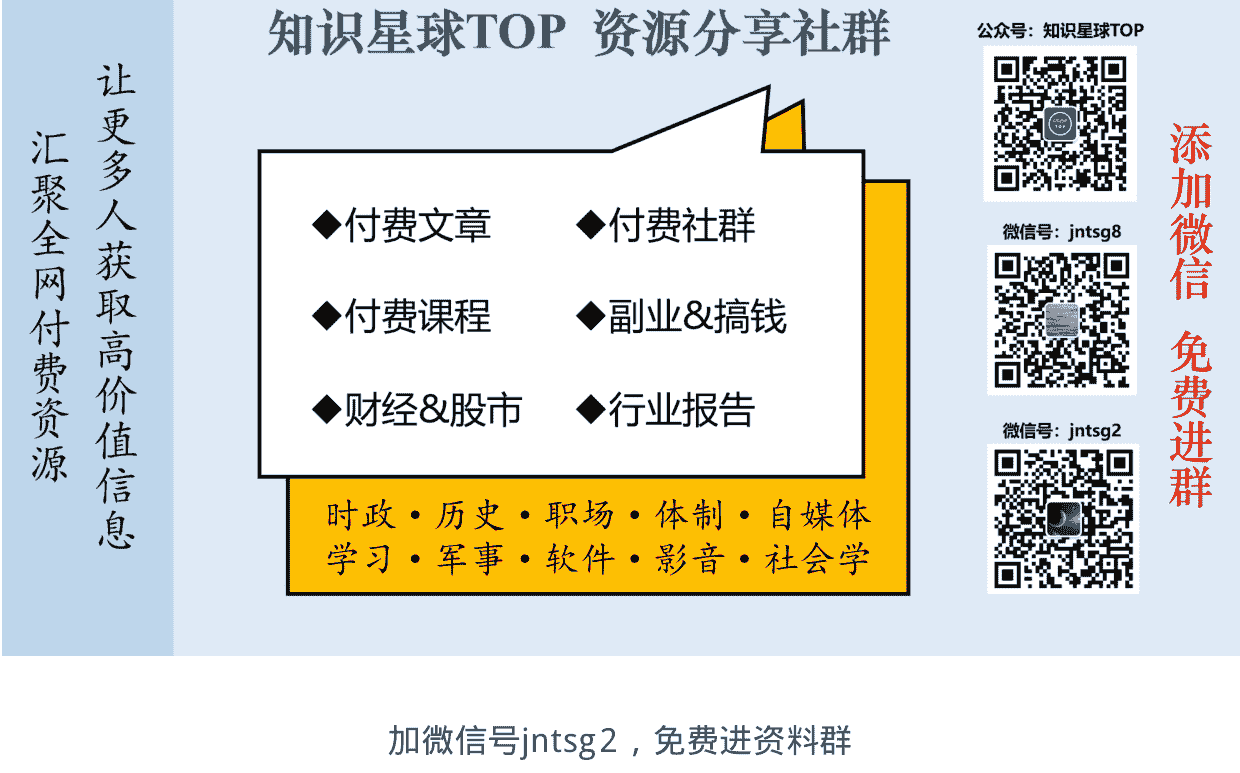 知识星球TOP 资源分享社群
让更多人获取高价值信息
汇聚全网付费资源
◆付费文章
◆付费社群
◆付费课程
◆副业&搞钱
◆财经&股市
◆行业报告
时政·历史·职场·体制·自媒体
学习·军事·软件·影音·社会学
公众号：知识星球TOP
微信号：jntsg8
微信号：jntsg2
添加微信 免费进群
加微信号jntsg2，免费进资料群